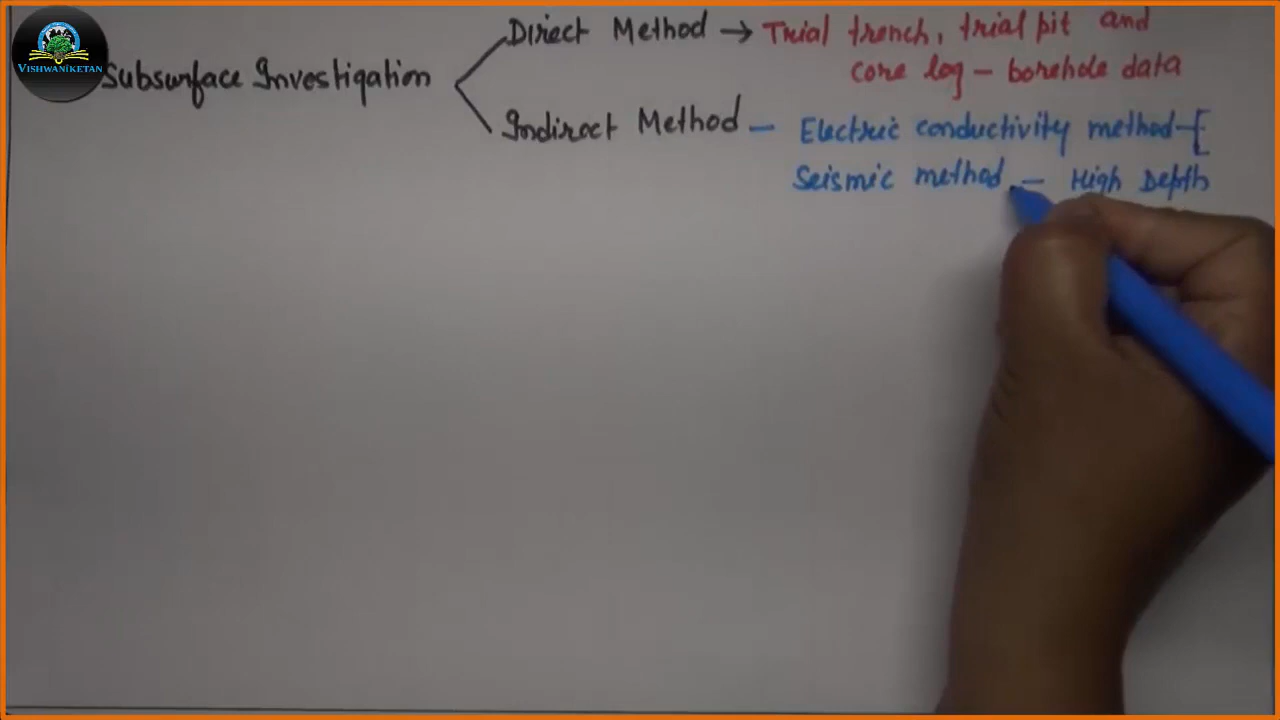 VISHWANIKETAN
Subsurface Investigation
Direct Method → Trial trench, trial pit and
core log - borehole data
Indirect Method - Electric conductivity method -[
Seismic method - High Depth